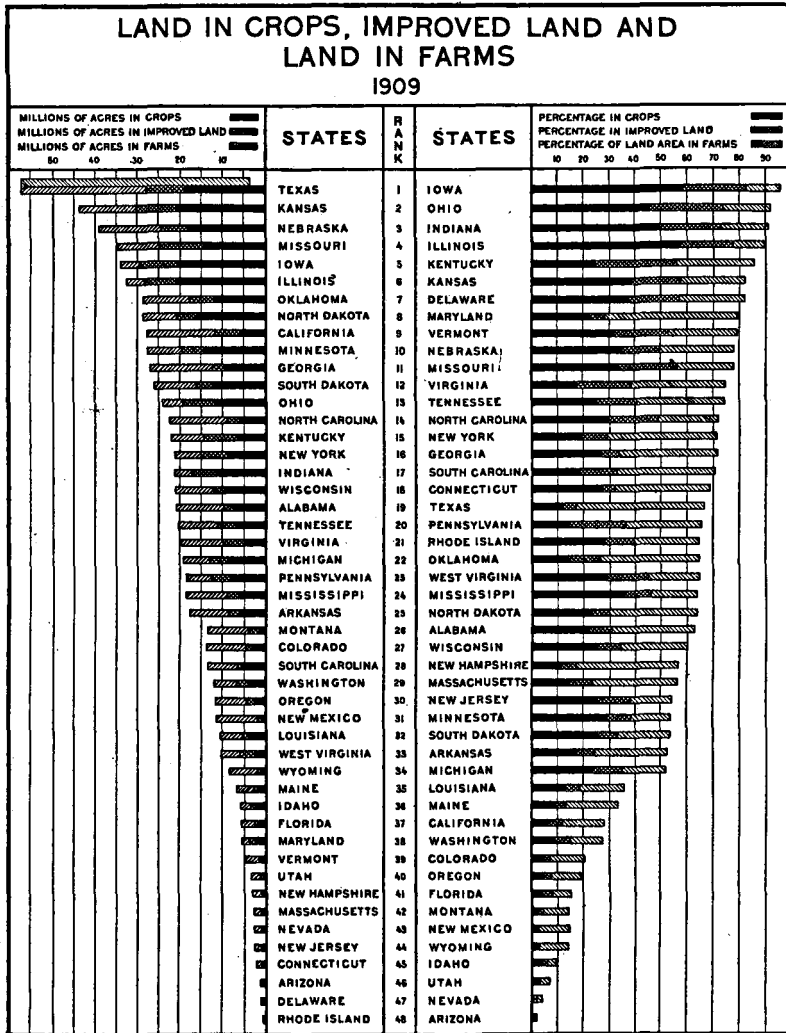 LAND IN CROPS, IMPROVED LAND AND
LAND IN FARMS
1909
MILLIONS OF ACRES IN CROPS
MILLIONS OF ACRES IN IMPROVED LAND
MILLIONS OF ACRES IN FARMS
50 40 30 20 10
STATES
RANK
STATES
PERCENTAGE IN CROPS
PERCENTAGE IN IMPROVED LAND
PERCENTAGE OF LAND AREA IN FARMS
10 20 30 40 50 60 70 80 90
TEXAS 1 IOWA
KANSAS 2 OHIO
NEBRASKA 3 INDIANA
MISSOURI 4 ILLINOIS
IOWA 5 KENTUCKY
ILLINOIS 6 KANSAS
OKLAHOMA 7 DELAWARE
NORTH DAKOTA 8 MARYLAND
CALIFORNIA 9 VERMONT
MINNESOTA 10 NEBRASKA
GEORGIA 11 MISSOURI
SOUTH DAKOTA 12 VIRGINIA
OHIO 13 TENNESSEE
NORTH CAROLINA 14 NORTH CAROLINA
KENTUCKY 15 NEW YORK
NEW YORK 16 GEORGIA
INDIANA 17 SOUTH CAROLINA
WISCONSIN 18 CONNECTICUT
ALABAMA 19 TEXAS
TENNESSEE 20 PENNSYLVANIA
VIRGINIA 21 RHODE ISLAND
MICHIGAN 22 OKLAHOMA
PENNSYLVANIA 23 WEST VIRGINIA
MISSISSIPPI 24 MISSISSIPPI
ARKANSAS 25 NORTH DAKOTA
MONTANA 26 ALABAMA
COLORADO 27 WISCONSIN
SOUTH CAROLINA 28 NEW HAMPSHIRE
WASHINGTON 29 MASSACHUSETTS
OREGON 30 NEW JERSEY
NEW MEXICO 31 MINNESOTA
LOUISIANA 32 SOUTH DAKOTA
WEST VIRGINIA 33 ARKANSAS
WYOMING 34 MICHIGAN
MAINE 35 LOUISIANA
IDAHO 36 MAINE
FLORIDA 37 CALIFORNIA
MARYLAND 38 WASHINGTON
VERMONT 39 COLORADO
UTAH 40 OREGON
NEW HAMPSHIRE 41 FLORIDA
MASSACHUSETTS 42 MONTANA
NEVADA 43 NEW MEXICO
NEW JERSEY 44 WYOMING
CONNECTICUT 45 IDAHO
ARIZONA 46 UTAH
DELAWARE 47 NEVADA
RHODE ISLAND 48 ARIZONA